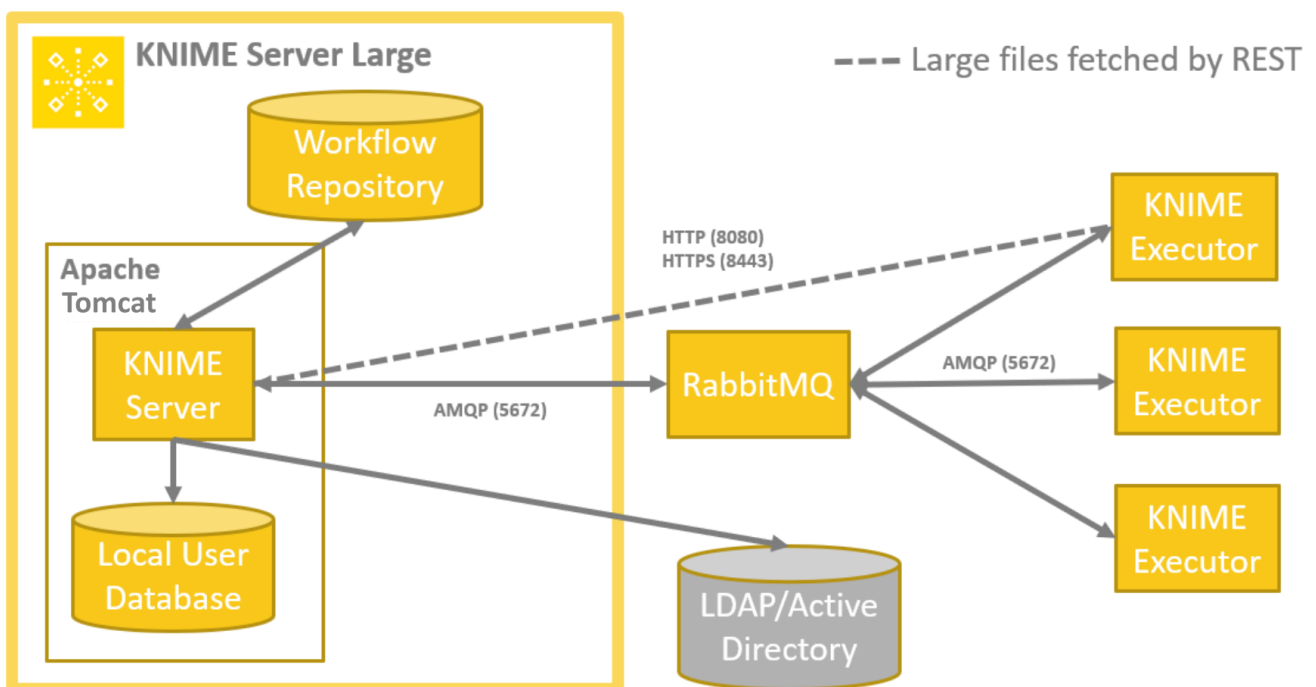 KNIME Server Large
Large files fetched by REST
Workflow
Repository
KNIME
Executor
HTTP (8080)
HTTPS (8443)
Apache
Tomcat
KNIME
Server
AMQP (5672)
RabbitMQ
AMQP (5672)
KNIME
Executor
KNIME
Executor
Local User
Database
LDAP/Active
Directory